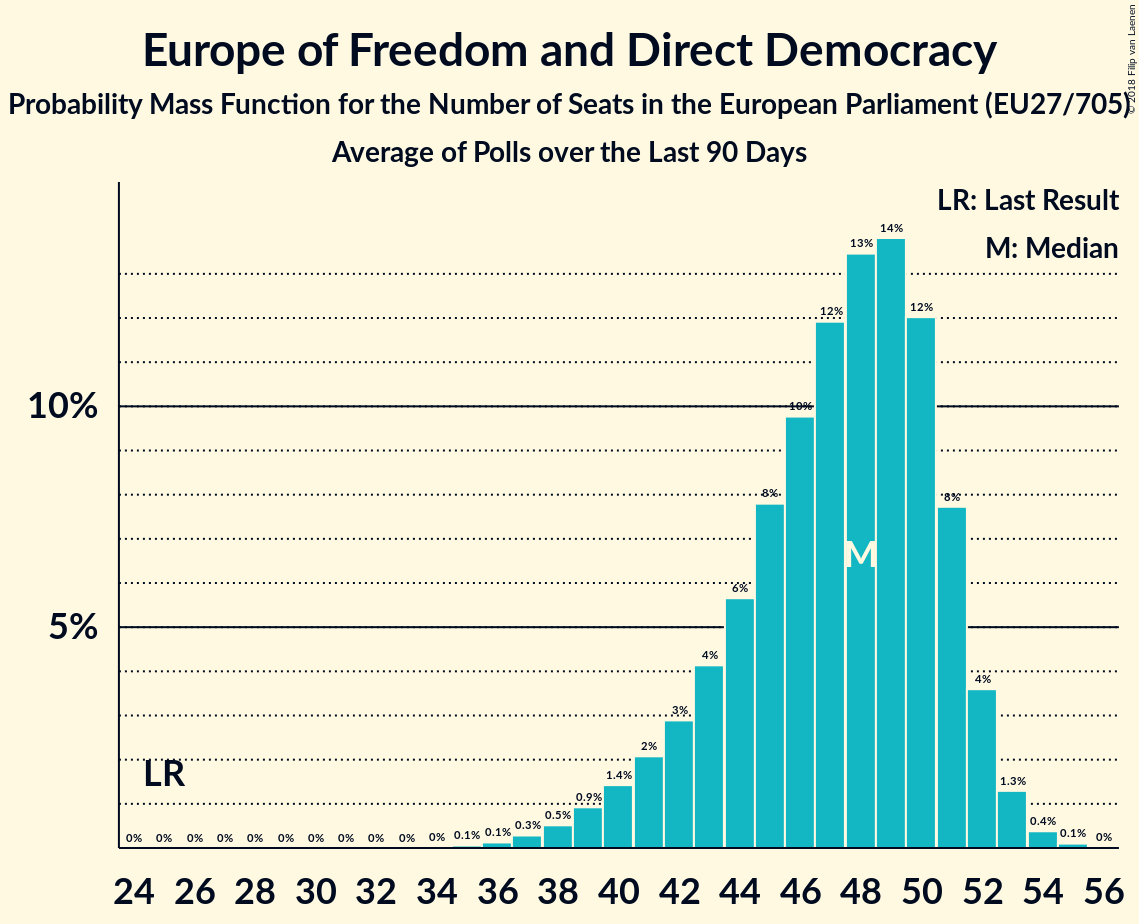 Europe of Freedom and Direct Democracy
Probability Mass Function for the Number of Seats in the European Parliament (EU27/705)
Average of Polls over the Last 90 Days
© 2018 Filip van Laenen
LR: Last Result
M: Median
10%
5%
LR
M
0% 0% 0% 0% 0% 0% 0% 0% 0% 0% 0% 0.1% 0.1% 0.3% 0.5% 0.9% 1.4% 2% 3% 4% 6% 8% 10% 12% 13% 14% 12% 8% 4% 1.3% 0.4% 0.1% 0%
24 26 28 30 32 34 36 38 40 42 44 46 48 50 52 54 56